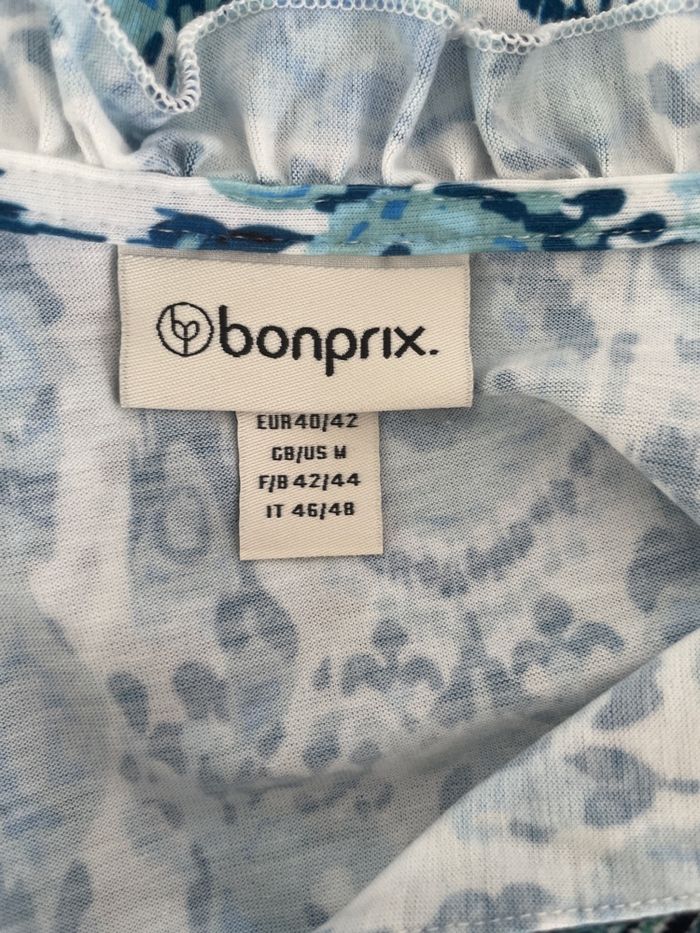 bonprix.
EUR 40/42
GB/US M
F/B 42/44
IT 46/48